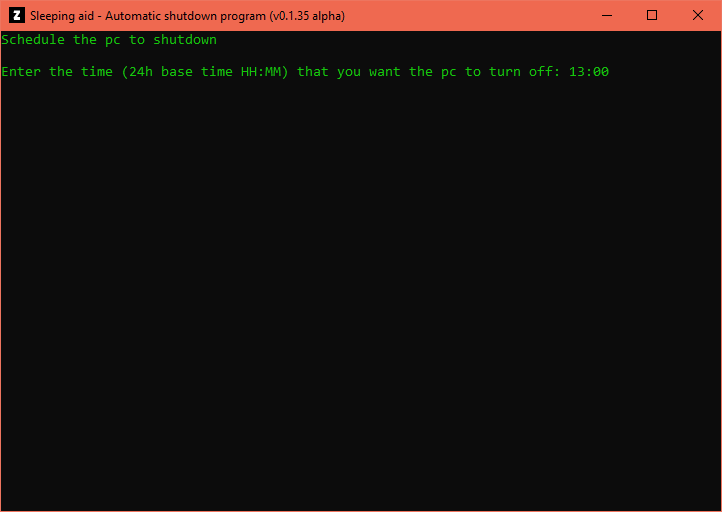 Z Sleeping aid - Automatic shutdown program (v0.1.35 alpha)
Schedule the pc to shutdown
Enter the time (24h base time HH:MM) that you want the pc to turn off: 13:00